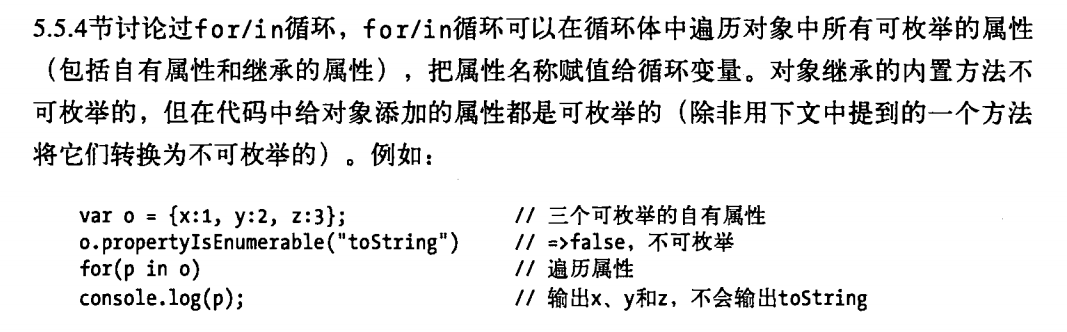 5.5.4节讨论过for/in循环，for/in循环可以在循环体中遍历对象中所有可枚举的属性
（包括自有属性和继承的属性），把属性名称赋值给循环变量。对象继承的内置方法不
可枚举的，但在代码中给对象添加的属性都是可枚举的（除非用下文中提到的一个方法
将它们转换为不可枚举的）。例如：
var o = {x:1, y:2, z:3}; // 三个可枚举的自有属性
o.propertyIsEnumerable("toString") // =>false，不可枚举
for(p in o) // 遍历属性
console.log(p); // 输出x、y和z，不会输出toString